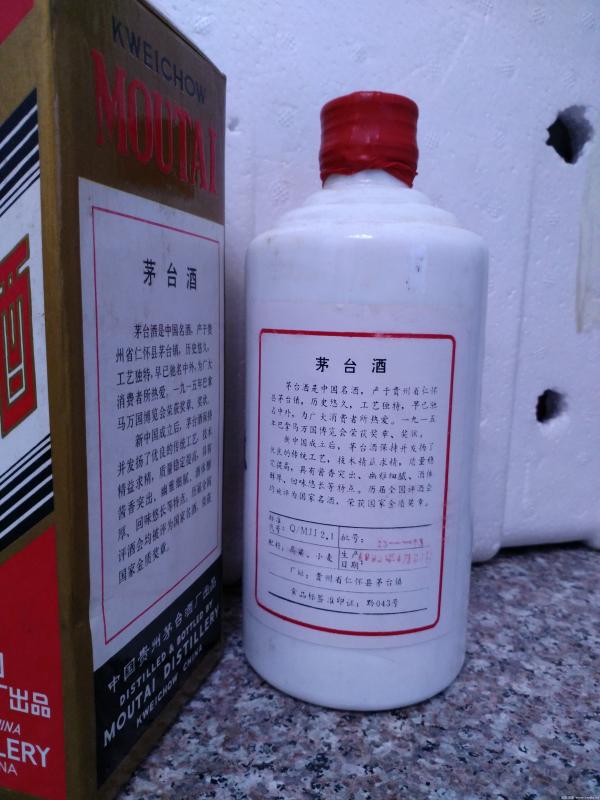 KWEICHOW
MOUTAI
茅台酒
茅台酒是中国名酒，产于贵
州省仁怀县茅台镇，历史悠久，
工艺独特，早已驰名中外，为广大
消费者所热爱。一九一五年巴拿
马万国博览会荣获奖章、奖状。
新中国成立后，茅台酒保持
并发扬了优良的传统工艺，技术
精益求精，质量稳定提高，具有
酱香突出、幽雅细腻、酒体醇
厚、回味悠长等特点。历届全国
评酒会均被评为国家名酒，荣获
国家金质奖章。
中国贵州茅台酒厂出品
DISTILLED & BOTTLED BY
MOUTAI DISTILLERY
KWEICHOW CHINA
酒
厂出品
INA
LERY
NA
茅台酒
茅台酒是中国名酒，产于贵州省仁怀
县茅台镇，历史悠久，工艺独特，早已驰
名中外，为广大消费者所热爱。一九一五
年巴拿马万国博览会荣获奖章、奖状。
新中国成立后，茅台酒保持并发扬了
优良的传统工艺，技术精益求精，质量稳
定提高，具有酱香突出、幽雅细腻、酒体
醇厚、回味悠长等特点。历届全国评酒会
均被评为国家名酒，荣获国家金质奖章。
标准代号：Q/MJJ2.1 批号：
配料：高粱、小麦 生产日期：
厂址：贵州省仁怀县茅台镇
食品标签准印证：黔043号